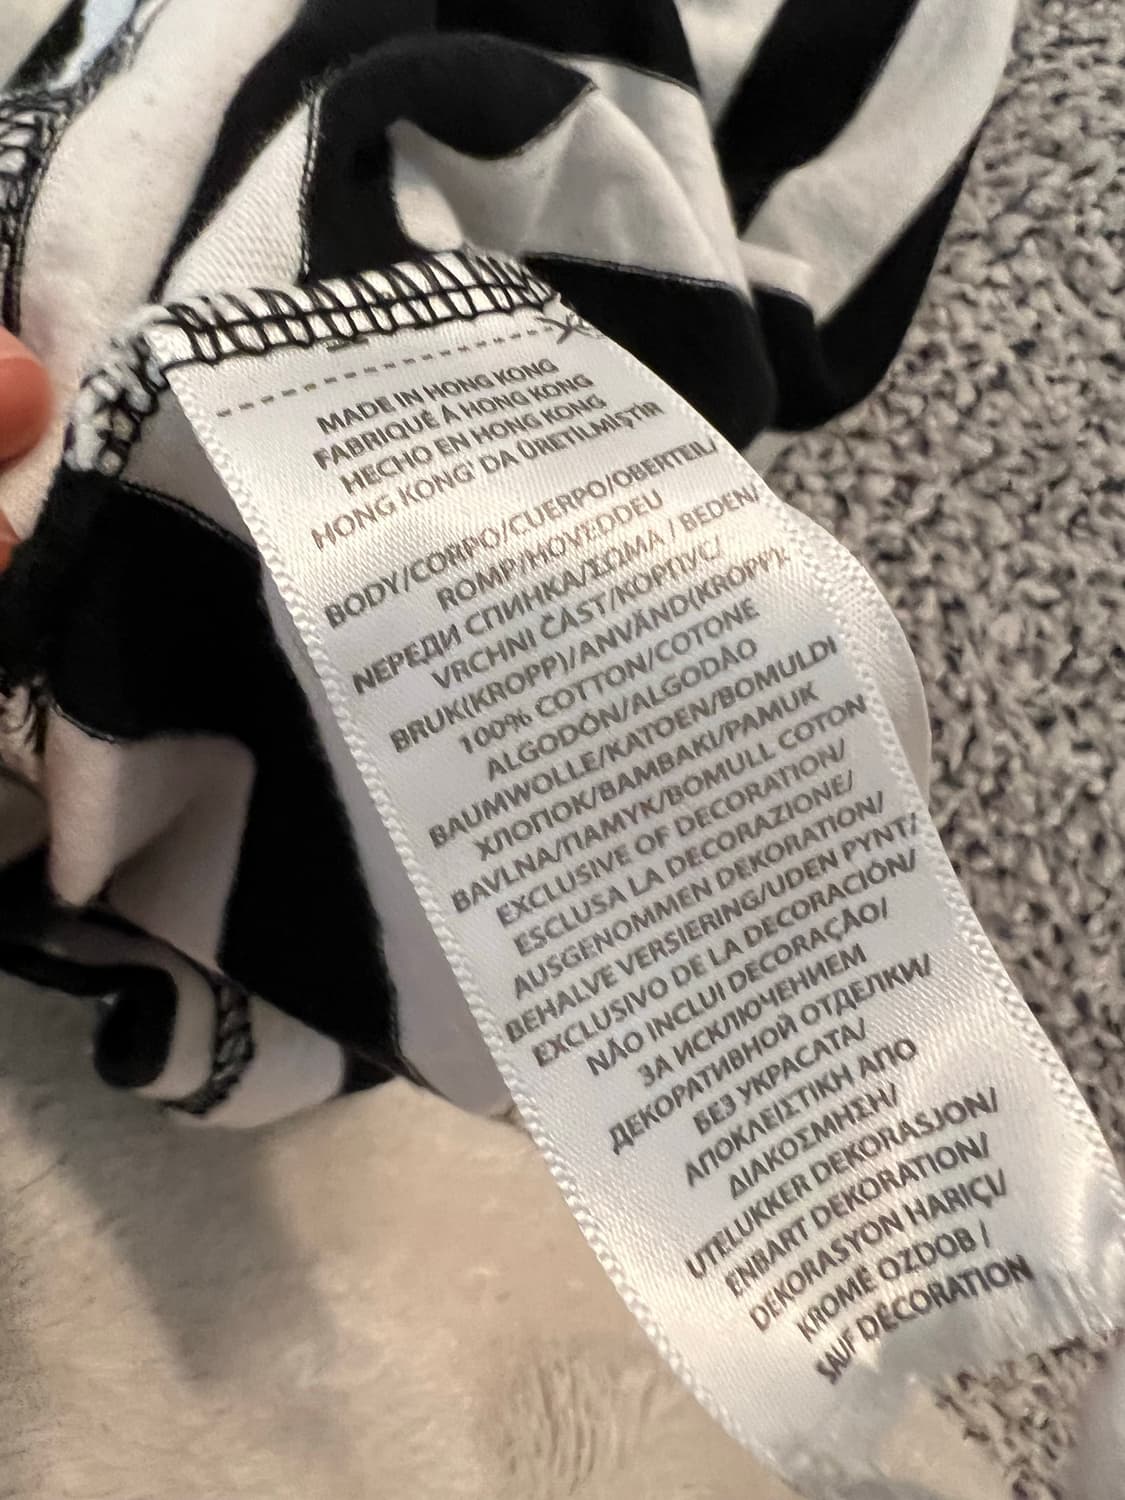 MADE IN HONG KONG
FABRIQUÉ À HONG KONG
HECHO EN HONG KONG
HONG KONG' DA ÜRETILMIŞTIR
BODY/CORPO/CUERPO/OBERTEIL/
ROMP/HOVEDDEU
NEPEДИ СПИНКА/ΣΩΜΑ / BEDEN/
VRCHNI ČÁST/КОРПУС/
BRUK(KROPP)/ANVÄND(KROPP)-
100% COTTON/COTONE
ALGODÓN/ALGODÃO
BAUMWOLLE/KATOEN/BOMULDI
ХЛОПОК/BAMBAKI/PAMUK
BAVLNA/ПАМУК/BOMULL COTON
EXCLUSIVE OF DECORATION/
ESCLUSA LA DECORAZIONE/
AUSGENOMMEN DEKORATION/
BEHALVE VERSIERING/UDEN PYNT/
EXCLUSIVO DE LA DECORACIÓN/
NÃO INCLUI DECORAÇÃO/
ЗА ИСКЛЮЧЕНИЕМ
ДЕКОРАТИВНОЙ ОТДЕЛКИ/
БЕЗ УКРАСАТА/
ΑΠΟΚΛΕΙΣΤΙΚΗ ΑΠΟ
ΔΙΑΚΟΣΜΗΣΗ/
UTELUKKER DEKORASJON/
ENBART DEKORATION/
DEKORASYON HARIÇI/
KROMĚ OZDOB /
SAUF DÉCORATION